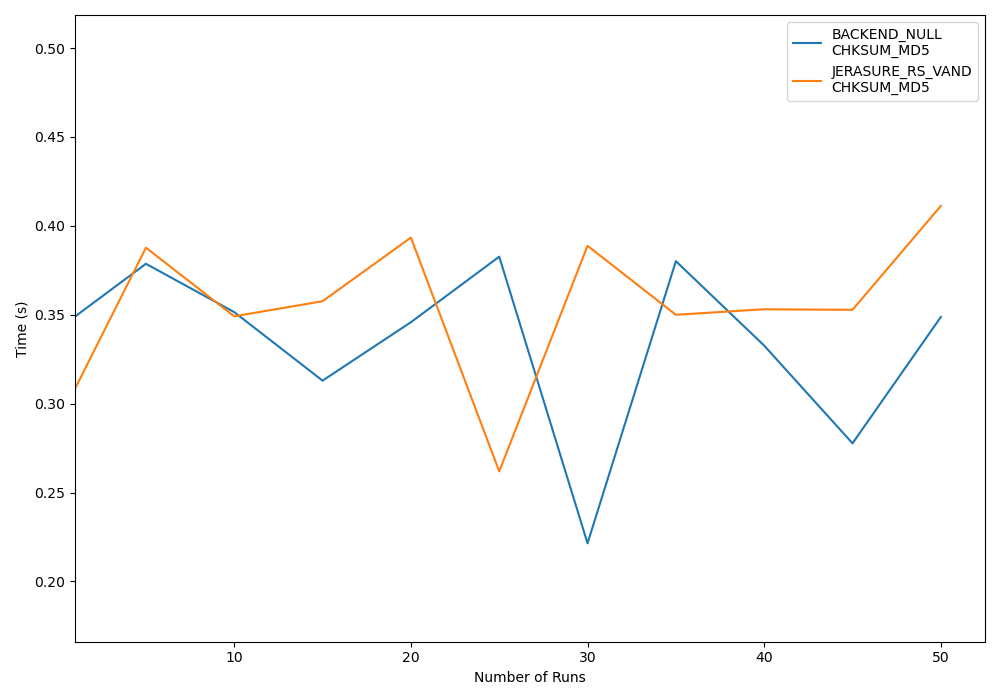 0.50
0.45
0.40
0.35
0.30
0.25
0.20
Time (s)
BACKEND_NULL
CHKSUM_MD5
JERASURE_RS_VAND
CHKSUM_MD5
10 20 30 40 50
Number of Runs